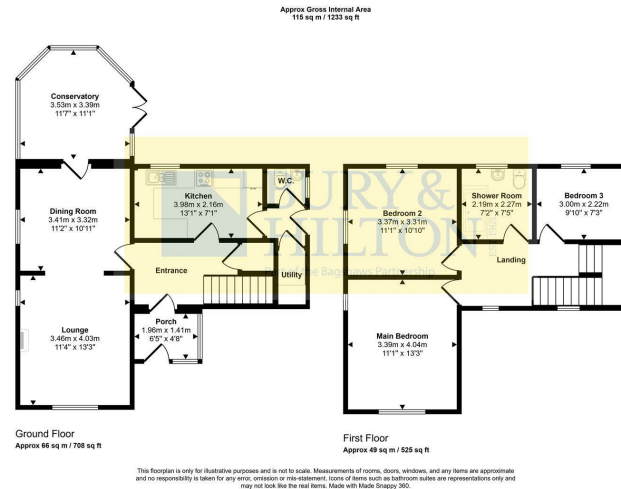 Approx Gross Internal Area
115 sq m / 1233 sq ft
Conservatory
3.53m x 3.39m
11'7" x 11'1"
Dining Room
3.41m x 3.32m
11'2" x 10'11"
Kitchen
3.98m x 2.16m
13'1" x 7'1"
W.C.
Utility
Entrance
Lounge
3.46m x 4.03m
11'4" x 13'3"
Porch
1.96m x 1.41m
6'5" x 4'8"
Bedroom 2
3.37m x 3.31m
11'1" x 10'10"
Shower Room
2.19m x 2.27m
7'2" x 7'5"
Bedroom 3
3.00m x 2.22m
9'10" x 7'3"
Landing
Main Bedroom
3.39m x 4.04m
11'1" x 13'3"
BURY &
HILTON
of the Bagshaws Partnership
Ground Floor
Approx 66 sq m / 708 sq ft
First Floor
Approx 49 sq m / 525 sq ft
This floorplan is only for illustrative purposes and is not to scale. Measurements of rooms, doors, windows, and any items are approximate
and no responsibility is taken for any error, omission or mis-statement. Icons of items such as bathroom suites are representations only and
may not look like the real items. Made with Made Snappy 360.